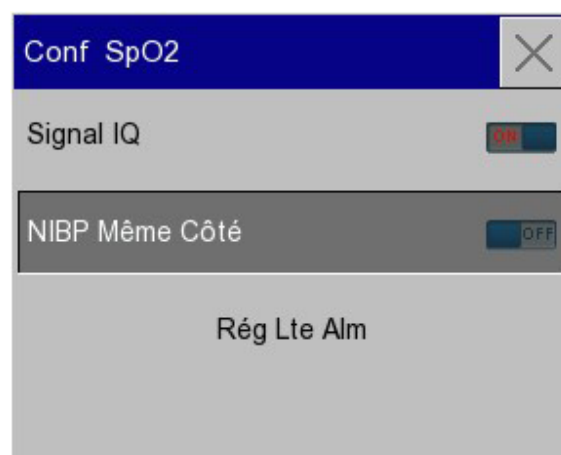 Conf SpO2
Signal IQ ON
NIBP Même Côté OFF
Rég Lte Alm